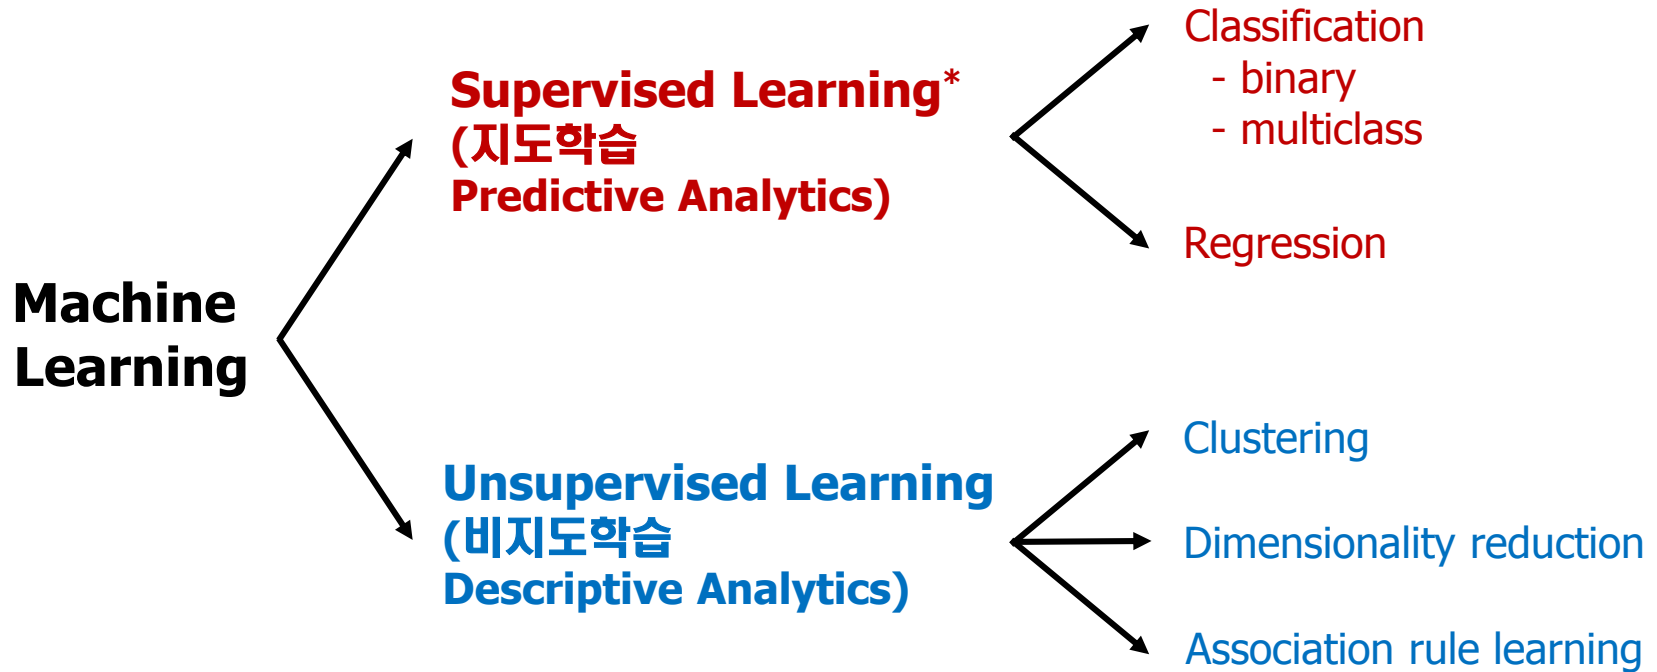 Machine
Learning
Supervised Learning*
(지도학습
Predictive Analytics)
Classification
- binary
- multiclass
Regression
Unsupervised Learning
(비지도학습
Descriptive Analytics)
Clustering
Dimensionality reduction
Association rule learning